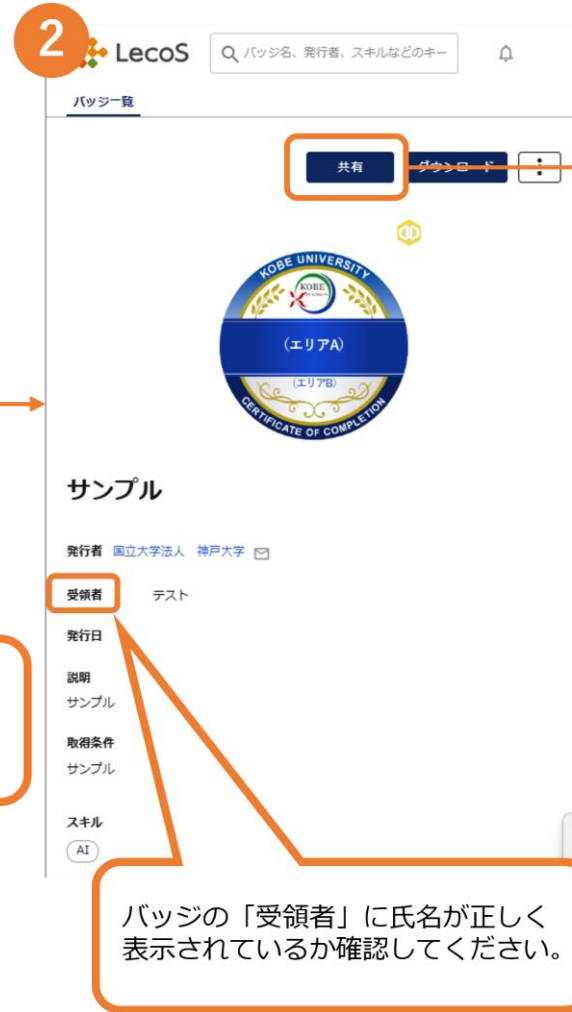 2
LecoS
バッジ名、発行者、スキルなどのキー
バッジ一覧
共有
ダウンロード
KOBE UNIVERSITY
KOBE
(エリアA)
(エリアB)
CERTIFICATE OF COMPLETION
サンプル
発行者 国立大学法人 神戸大学
受領者 テスト
発行日
説明
サンプル
取得条件
サンプル
スキル
AI
バッジの「受領者」に氏名が正しく
表示されているか確認してください。